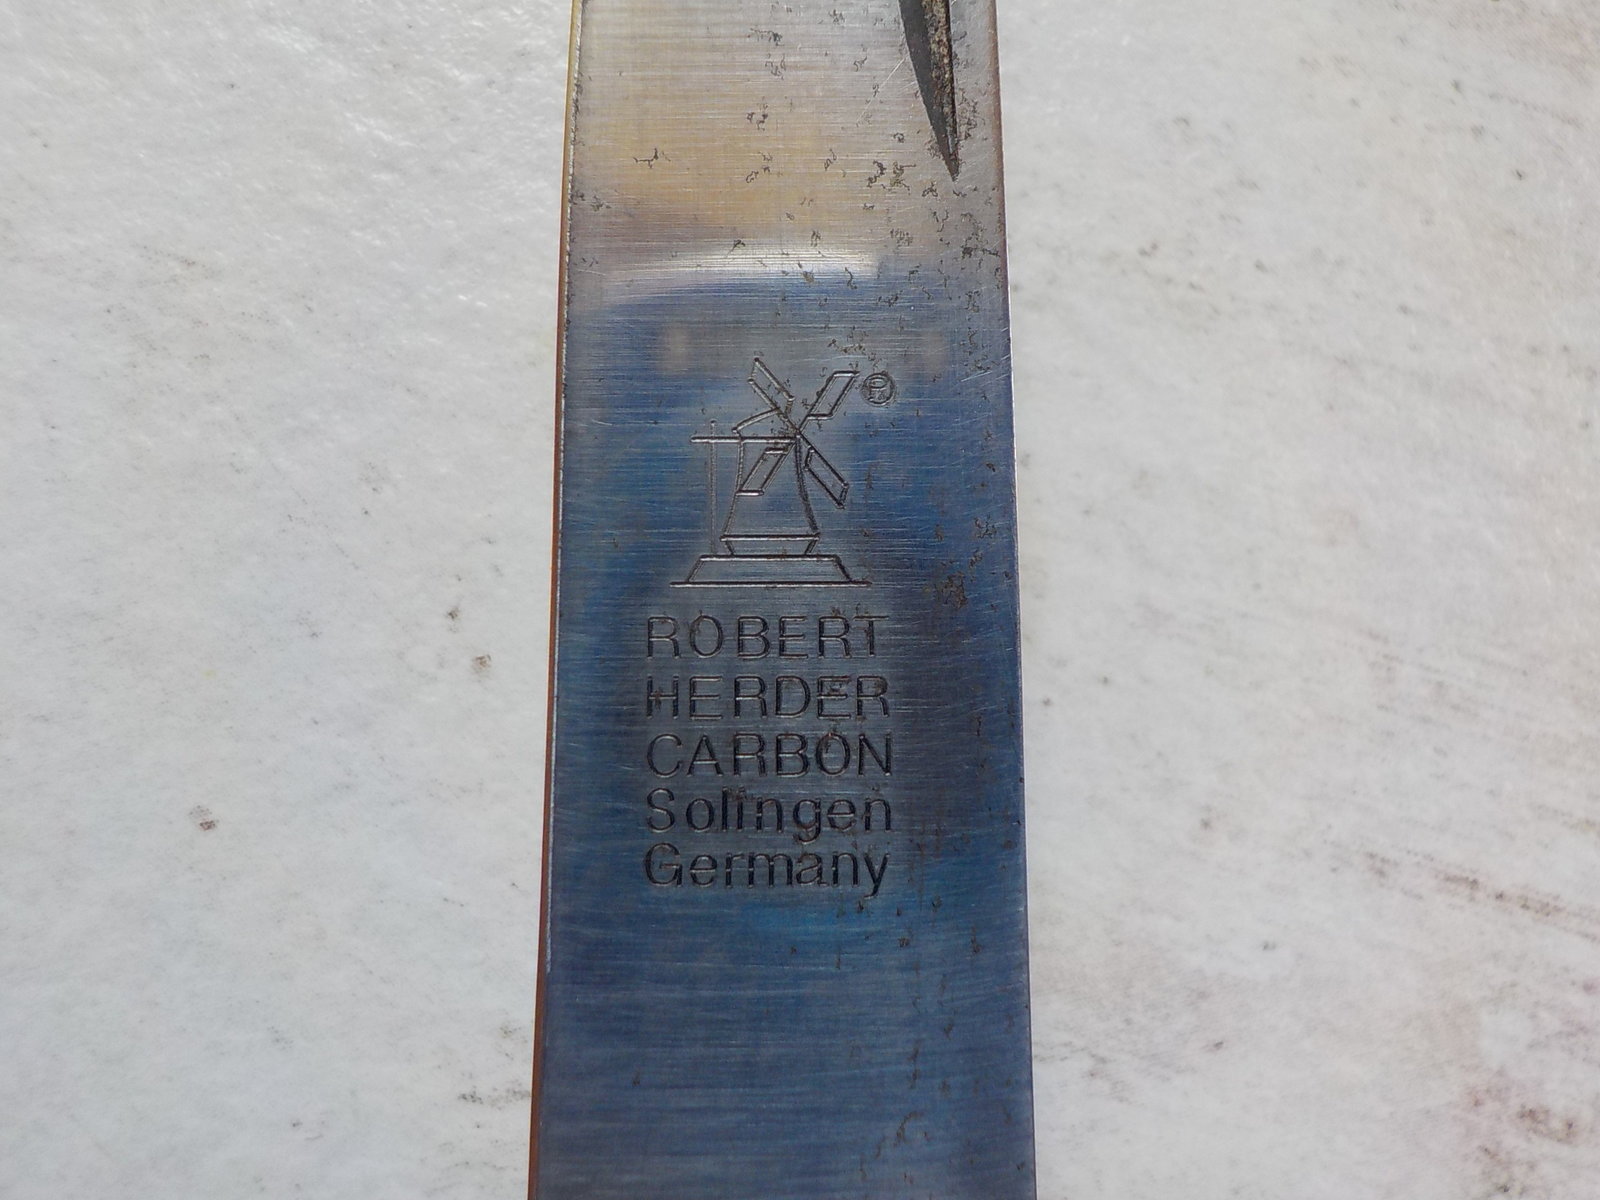 ROBERT
HERDER
CARBON
Solingen
Germany